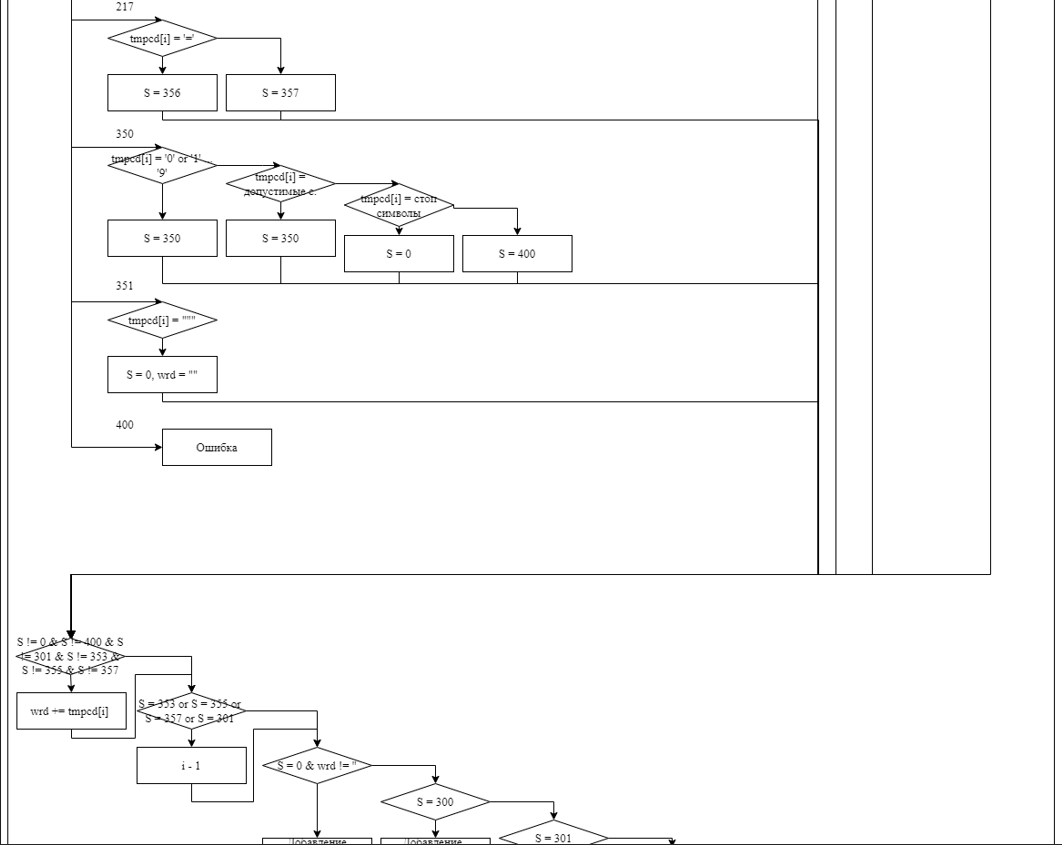 217
tmpcd[i] = '='
S = 356
S = 357
350
tmpcd[i] = '0' or '1' ...
'9'
tmpcd[i] =
допустимые с.
tmpcd[i] = стоп
символы
S = 350
S = 350
S = 0
S = 400
351
tmpcd[i] = """
S = 0, wrd = ""
400
Ошибка
S != 0 & S != 400 & S
!= 301 & S != 353 &
S != 355 & S != 357
wrd += tmpcd[i]
S = 353 or S = 355 or
S = 357 or S = 301
i - 1
S = 0 & wrd != ''
S = 300
S = 301
Добавление
Добавление